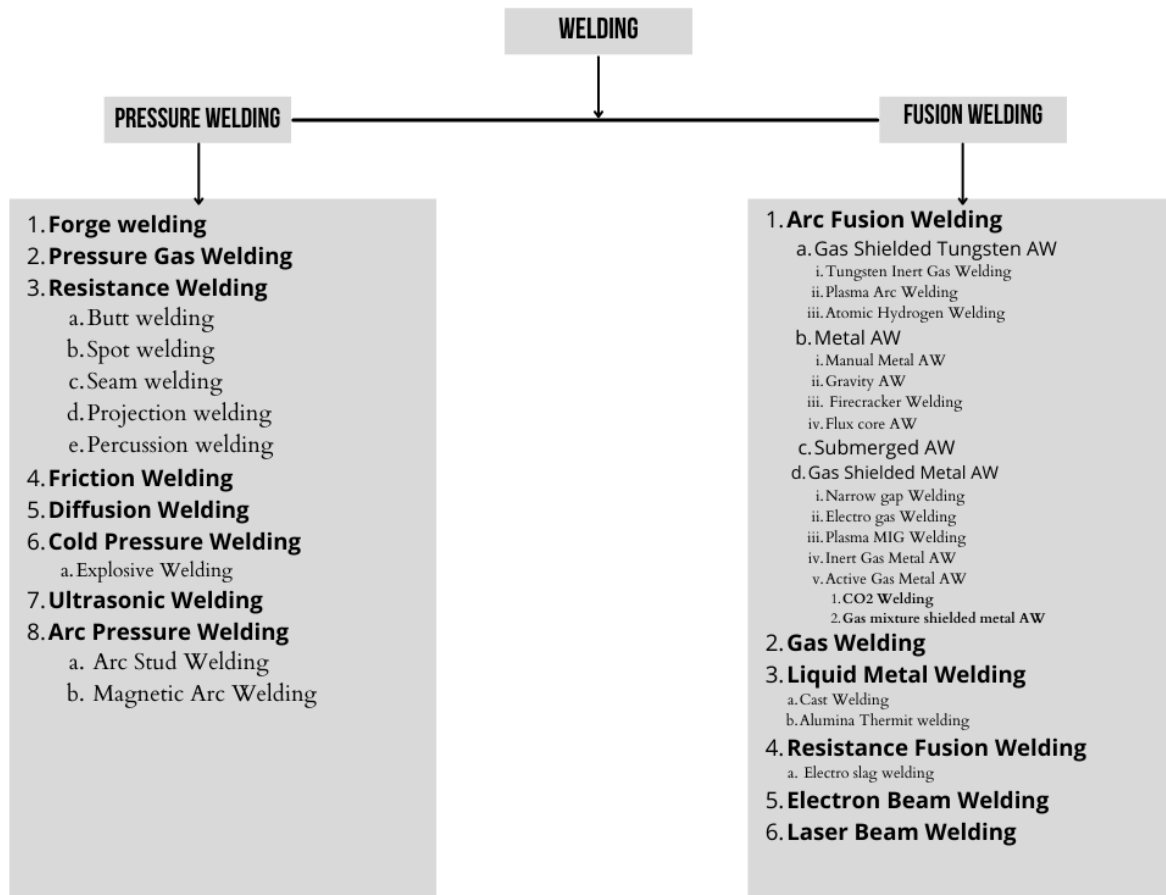 WELDING
PRESSURE WELDING
FUSION WELDING
1. Forge welding
2. Pressure Gas Welding
3. Resistance Welding
a. Butt welding
b. Spot welding
c. Seam welding
d. Projection welding
e. Percussion welding
4. Friction Welding
5. Diffusion Welding
6. Cold Pressure Welding
a. Explosive Welding
7. Ultrasonic Welding
8. Arc Pressure Welding
a. Arc Stud Welding
b. Magnetic Arc Welding
1. Arc Fusion Welding
a. Gas Shielded Tungsten AW
i. Tungsten Inert Gas Welding
ii. Plasma Arc Welding
iii. Atomic Hydrogen Welding
b. Metal AW
i. Manual Metal AW
ii. Gravity AW
iii. Firecracker Welding
iv. Flux core AW
c. Submerged AW
d. Gas Shielded Metal AW
i. Narrow gap Welding
ii. Electro gas Welding
iii. Plasma MIG Welding
iv. Inert Gas Metal AW
v. Active Gas Metal AW
1. CO2 Welding
2. Gas mixture shielded metal AW
2. Gas Welding
3. Liquid Metal Welding
a. Cast Welding
b. Alumina Thermit welding
4. Resistance Fusion Welding
a. Electro slag welding
5. Electron Beam Welding
6. Laser Beam Welding